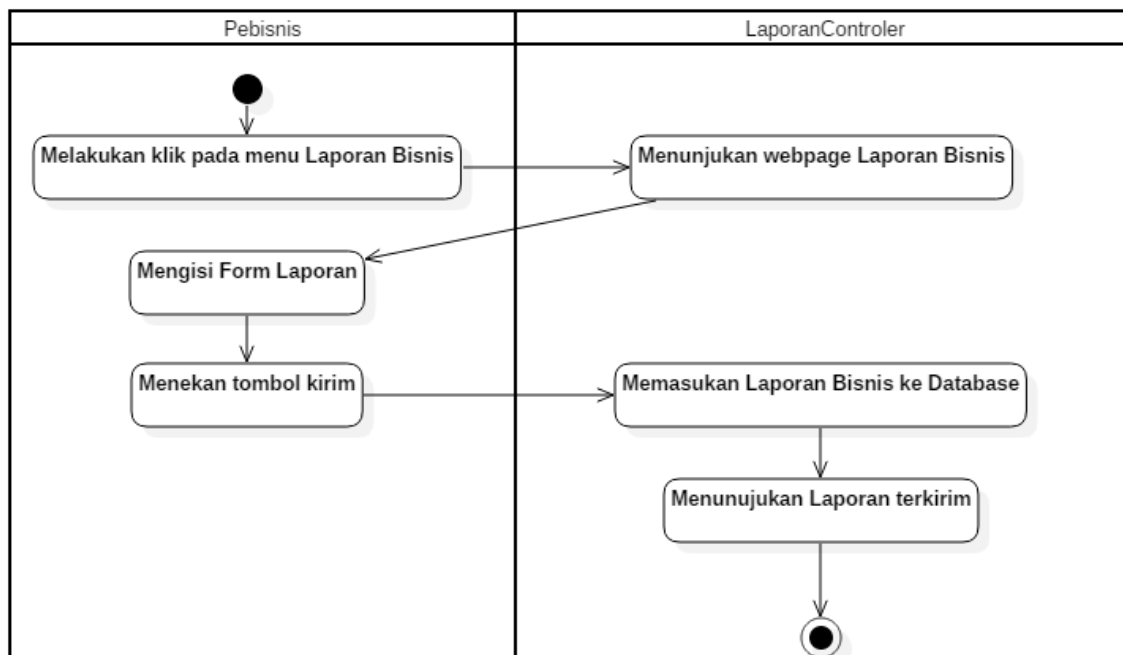 Pebisnis
LaporanControler
Melakukan klik pada menu Laporan Bisnis
Menunjukan webpage Laporan Bisnis
Mengisi Form Laporan
Menekan tombol kirim
Memasukan Laporan Bisnis ke Database
Menunujukan Laporan terkirim